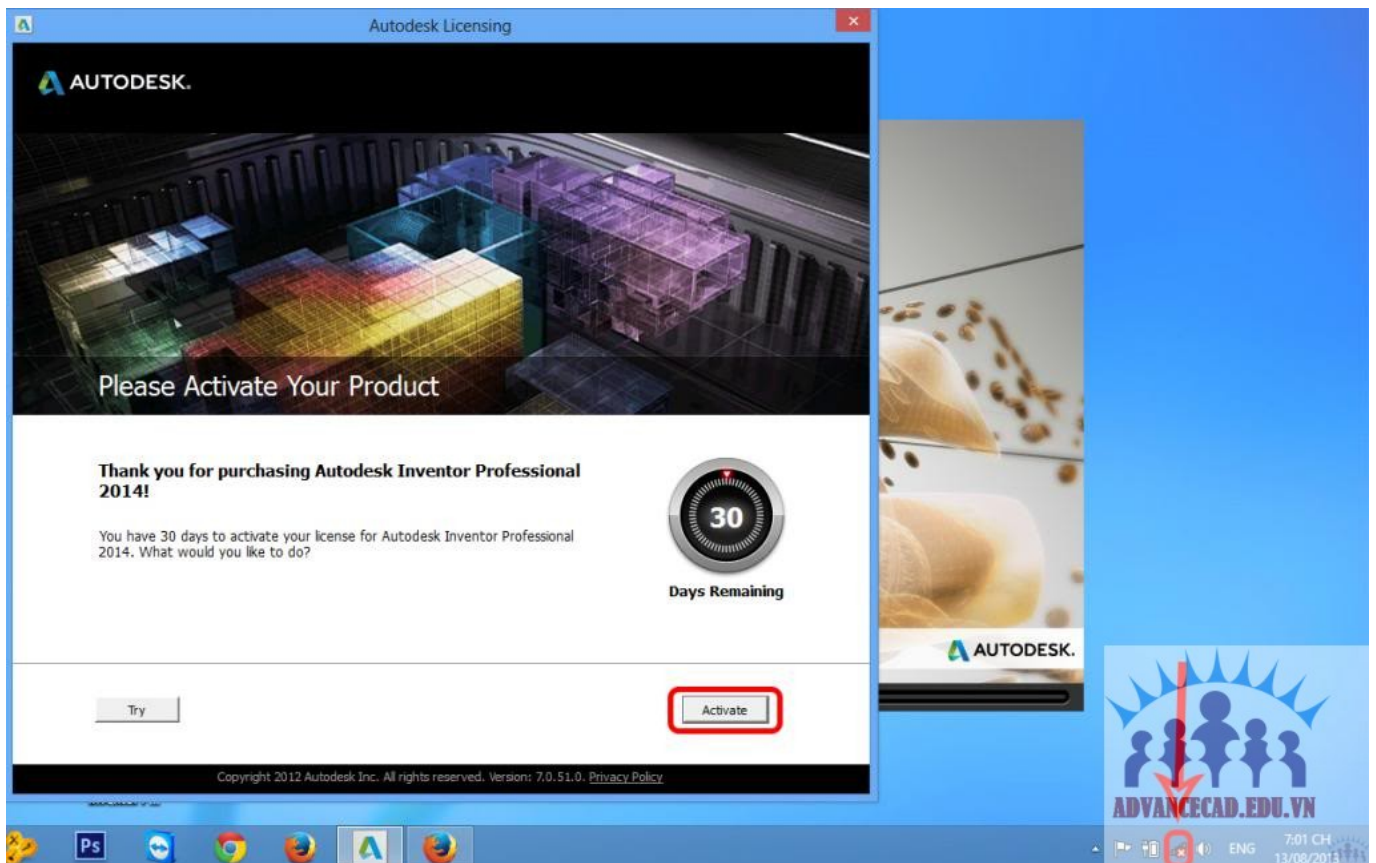 Autodesk Licensing
AUTODESK.
Please Activate Your Product
Thank you for purchasing Autodesk Inventor Professional
2014!
You have 30 days to activate your license for Autodesk Inventor Professional
2014. What would you like to do?
30
Days Remaining
AUTODESK.
Try
Activate
Copyright 2012 Autodesk Inc. All rights reserved. Version: 7.0.51.0. Privacy Policy
ADVANCECAD.EDU.VN
Ps
ENG
7:01 CH
13/08/2013